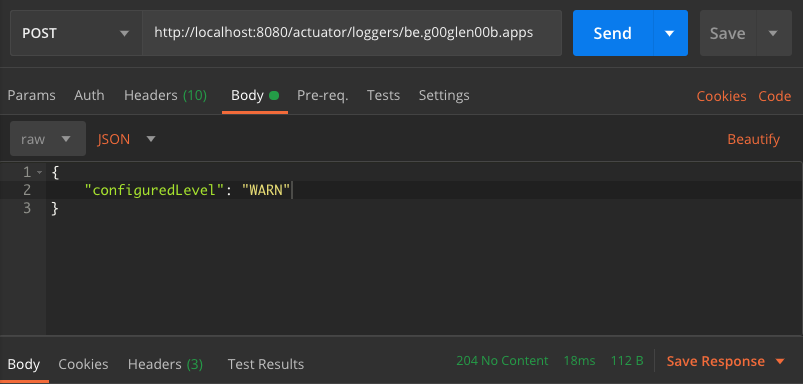 POST http://localhost:8080/actuator/loggers/be.g00glen00b.apps Send Save
Params Auth Headers (10) Body Pre-req. Tests Settings Cookies Code
raw JSON Beautify
1 {
2 "configuredLevel": "WARN"
3 }
Body Cookies Headers (3) Test Results 204 No Content 18ms 112 B Save Response